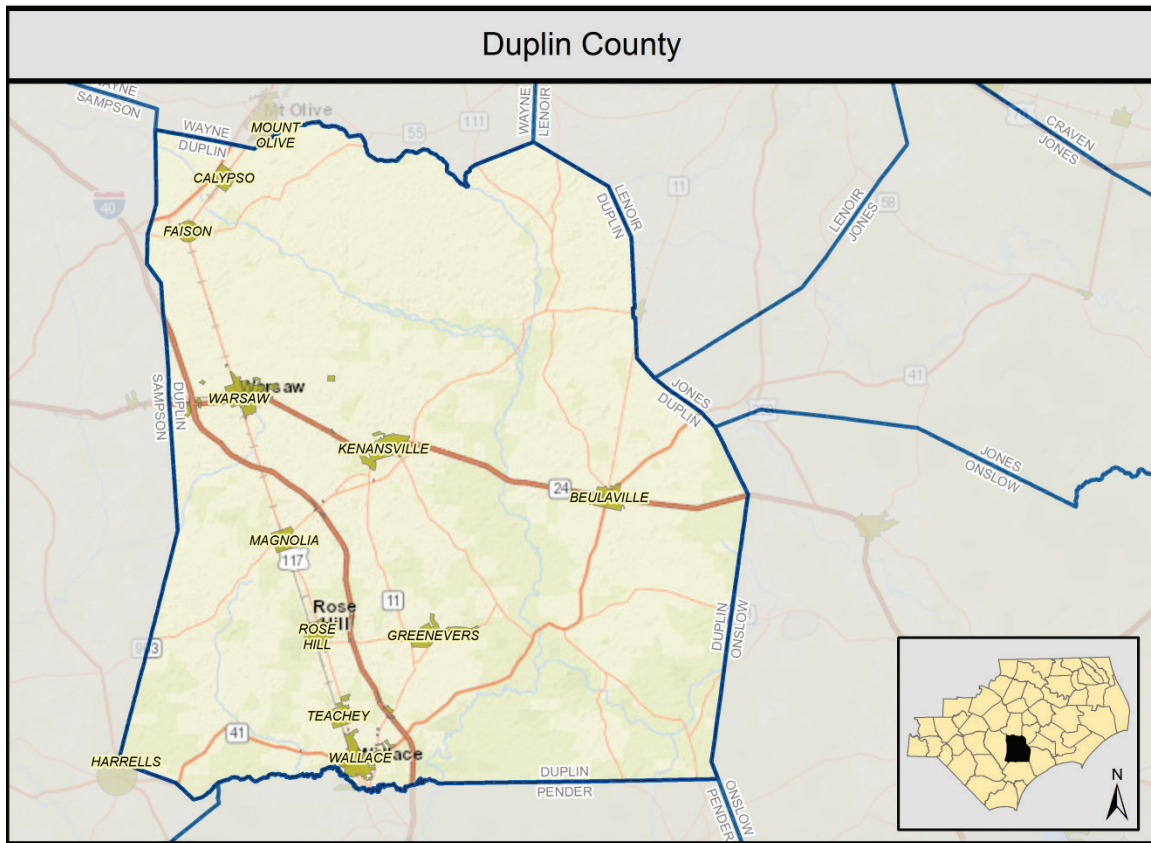 Duplin County
WAYNE
SAMPSON
Mt Olive
55
111
WAYNE
LENOIR
CRAVEN
JONES
WAYNE
DUPLIN
MOUNT
OLIVE
CALYPSO
40
11
LENOIR
DUPLIN
LENOIR
JONES
58
FAISON
SAMPSON
DUPLIN
Warsaw
WARSAW
41
JONES
DUPLIN
KENANSVILLE
JONES
ONSLOW
24
BEULAVILLE
MAGNOLIA
117
Rose
Hill
11
ROSE
HILL
GREENEVERS
DUPLIN
ONSLOW
TEACHEY
41
Wallace
WALLACE
HARRELLS
DUPLIN
PENDER
ONSLOW
PENDER
N